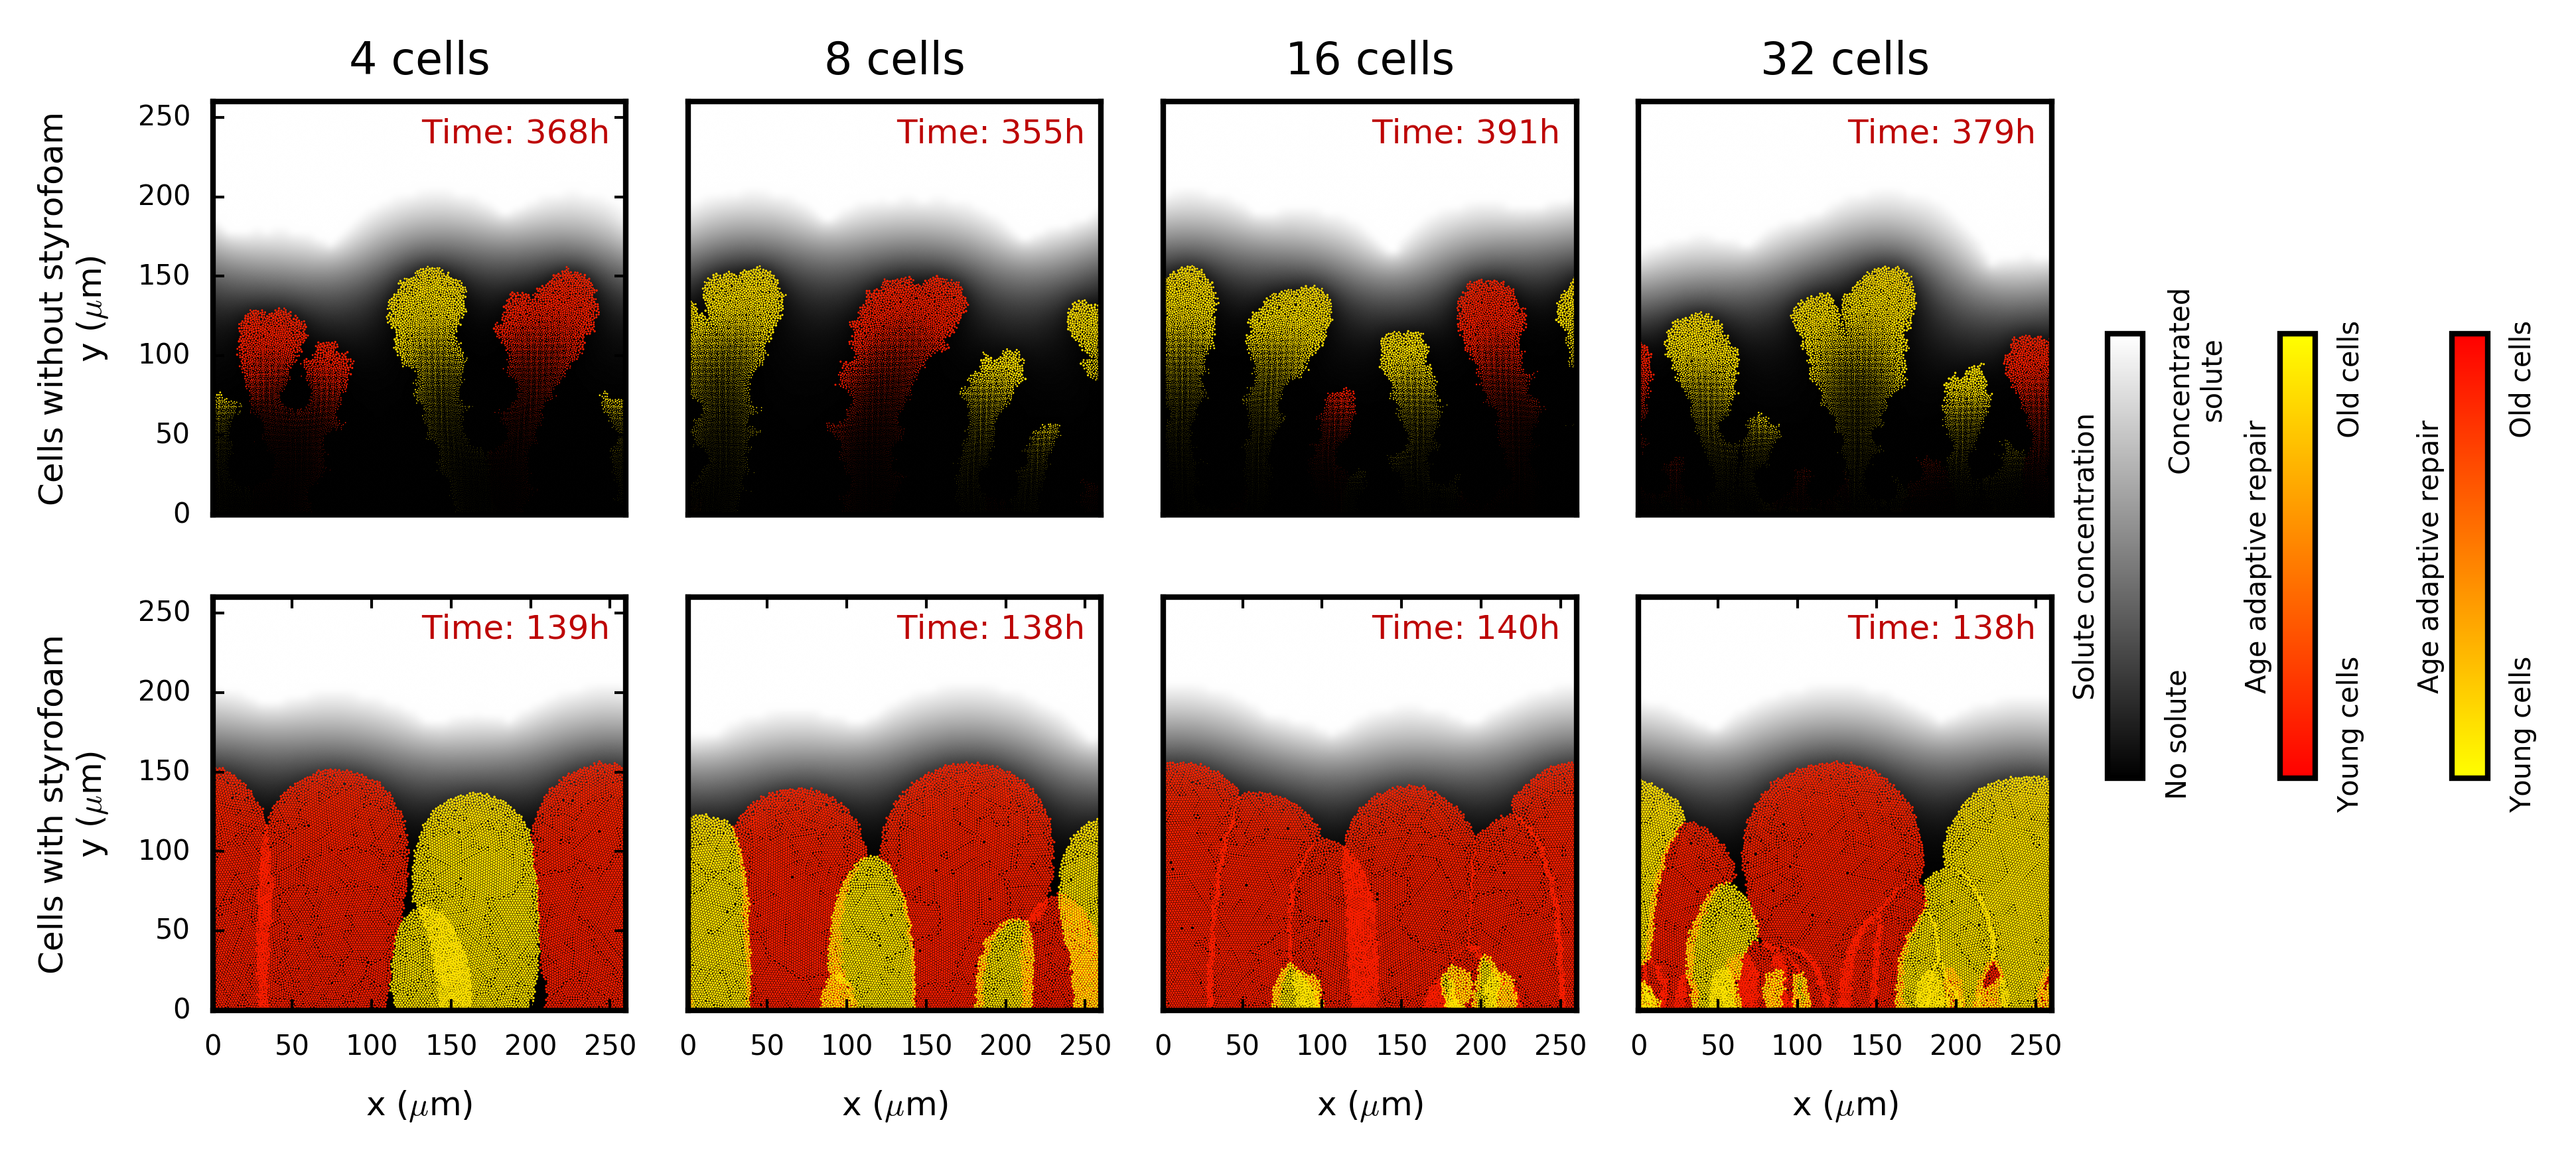 4 cells
8 cells
16 cells
32 cells
Cells without styrofoam
y (μm)
250
200
150
100
50
0
Time: 368h
Time: 355h
Time: 391h
Time: 379h
Cells with styrofoam
y (μm)
250
200
150
100
50
0
Time: 139h
Time: 138h
Time: 140h
Time: 138h
0 50 100 150 200 250
0 50 100 150 200 250
0 50 100 150 200 250
0 50 100 150 200 250
x (μm)
x (μm)
x (μm)
x (μm)
Solute concentration
Concentrated
solute
No solute
Age adaptive repair
Old cells
Young cells
Age adaptive repair
Old cells
Young cells